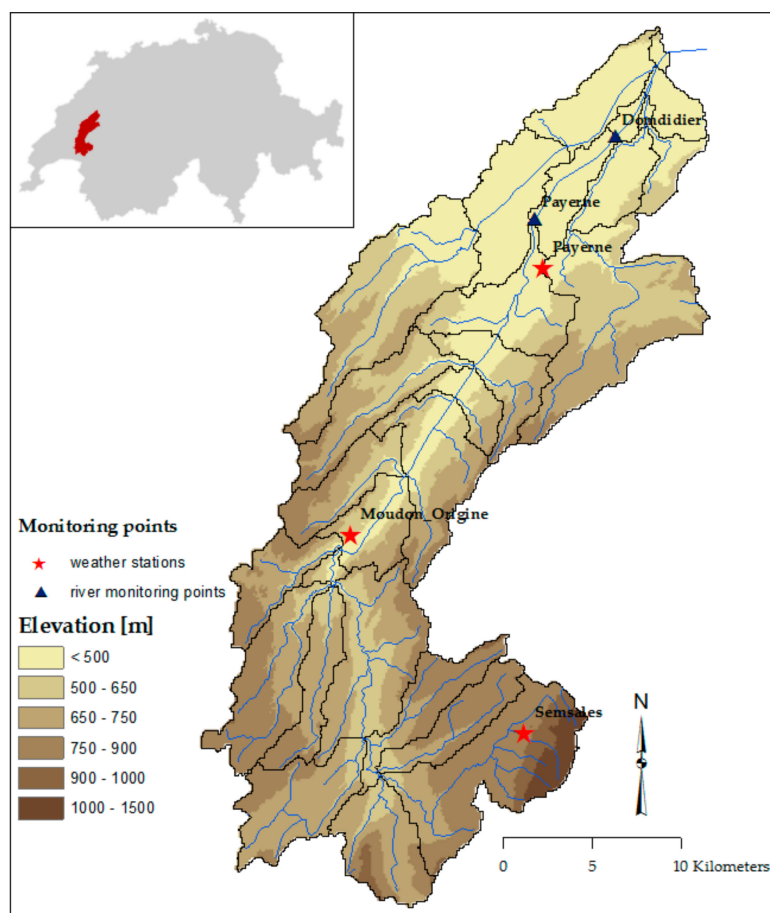 Domdidier
Payerne
Payerne
Moudon_Origine
Monitoring points
weather stations
river monitoring points
Elevation [m]
< 500
500 - 650
650 - 750
750 - 900
900 - 1000
1000 - 1500
Semsales
N
0 5 10 Kilometers